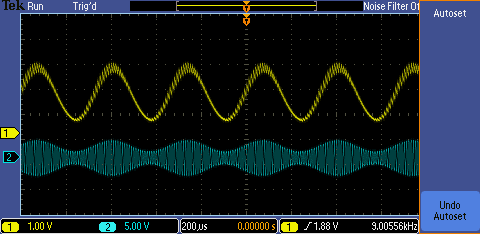 Tek Run Trig'd Noise Filter Of
Autoset
1
2
Undo
Autoset
1 1.00 V 2 5.00 V 200µs 0.00000 s 1 1.88 V 9.00556kHz